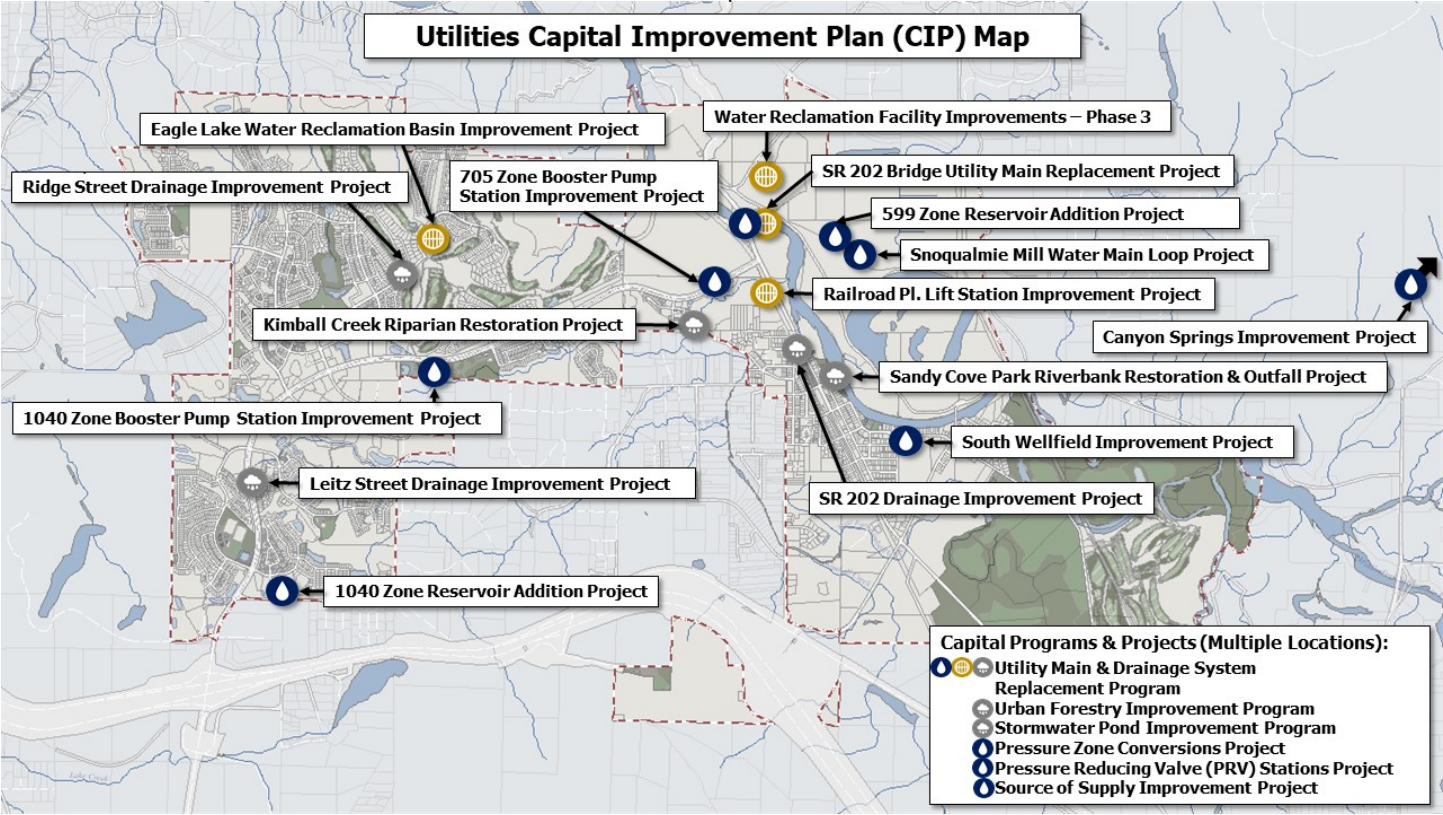 Utilities Capital Improvement Plan (CIP) Map
Water Reclamation Facility Improvements – Phase 3
Eagle Lake Water Reclamation Basin Improvement Project
705 Zone Booster Pump
Station Improvement Project
SR 202 Bridge Utility Main Replacement Project
Ridge Street Drainage Improvement Project
599 Zone Reservoir Addition Project
Snoqualmie Mill Water Main Loop Project
Railroad Pl. Lift Station Improvement Project
Kimball Creek Riparian Restoration Project
Canyon Springs Improvement Project
Sandy Cove Park Riverbank Restoration & Outfall Project
1040 Zone Booster Pump Station Improvement Project
South Wellfield Improvement Project
Leitz Street Drainage Improvement Project
SR 202 Drainage Improvement Project
1040 Zone Reservoir Addition Project
Capital Programs & Projects (Multiple Locations):
Utility Main & Drainage System
Replacement Program
Urban Forestry Improvement Program
Stormwater Pond Improvement Program
Pressure Zone Conversions Project
Pressure Reducing Valve (PRV) Stations Project
Source of Supply Improvement Project
Lake Creek